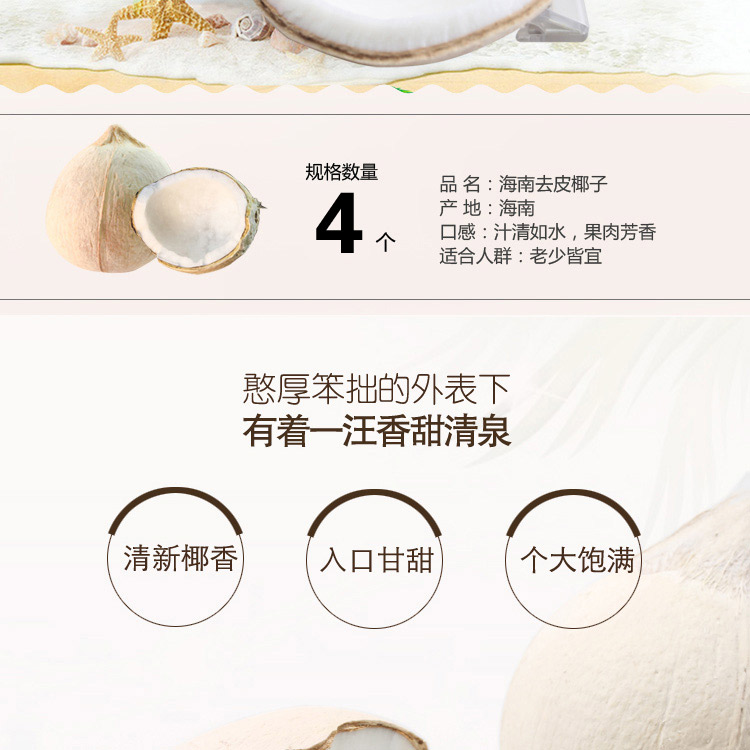 规格数量
4个
品 名：海南去皮椰子
产 地：海南
口感：汁清如水，果肉芳香
适合人群：老少皆宜
憨厚笨拙的外表下
有着一汪香甜清泉
清新椰香
入口甘甜
个大饱满